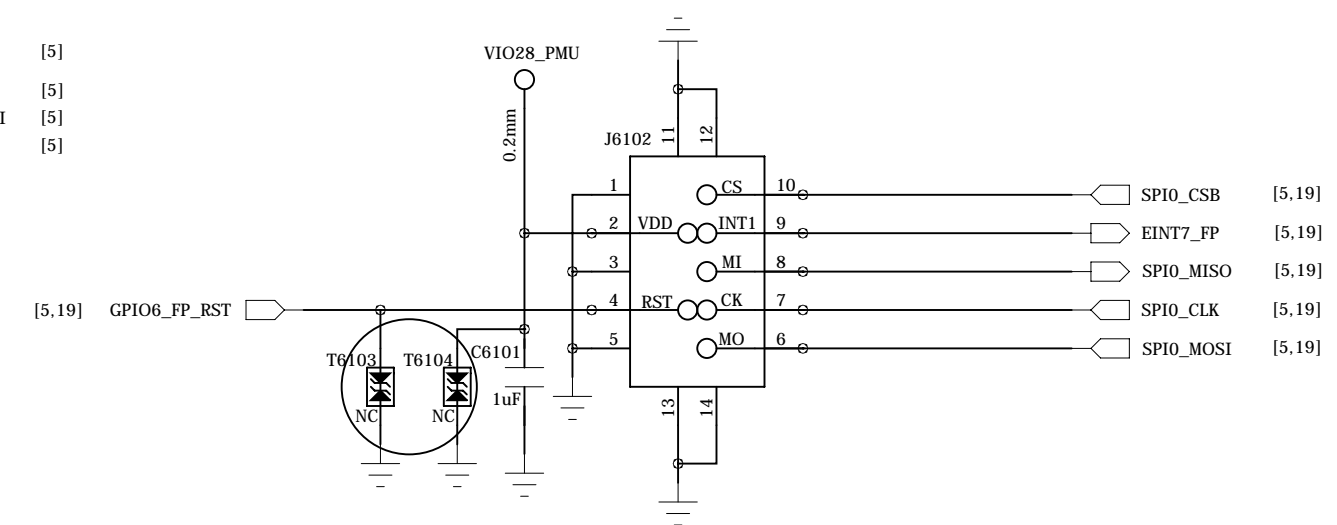 [5]
[5]
I [5]
[5]
VIO28_PMU
0.2mm
J6102
11
12
1
CS
10
SPI0_CSB [5,19]
2
VDD
INT1
9
EINT7_FP [5,19]
3
MI
8
SPI0_MISO [5,19]
[5,19] GPIO6_FP_RST
4
RST
CK
7
SPI0_CLK [5,19]
5
MO
6
SPI0_MOSI [5,19]
T6103
T6104
C6101
NC
NC
1uF
13
14